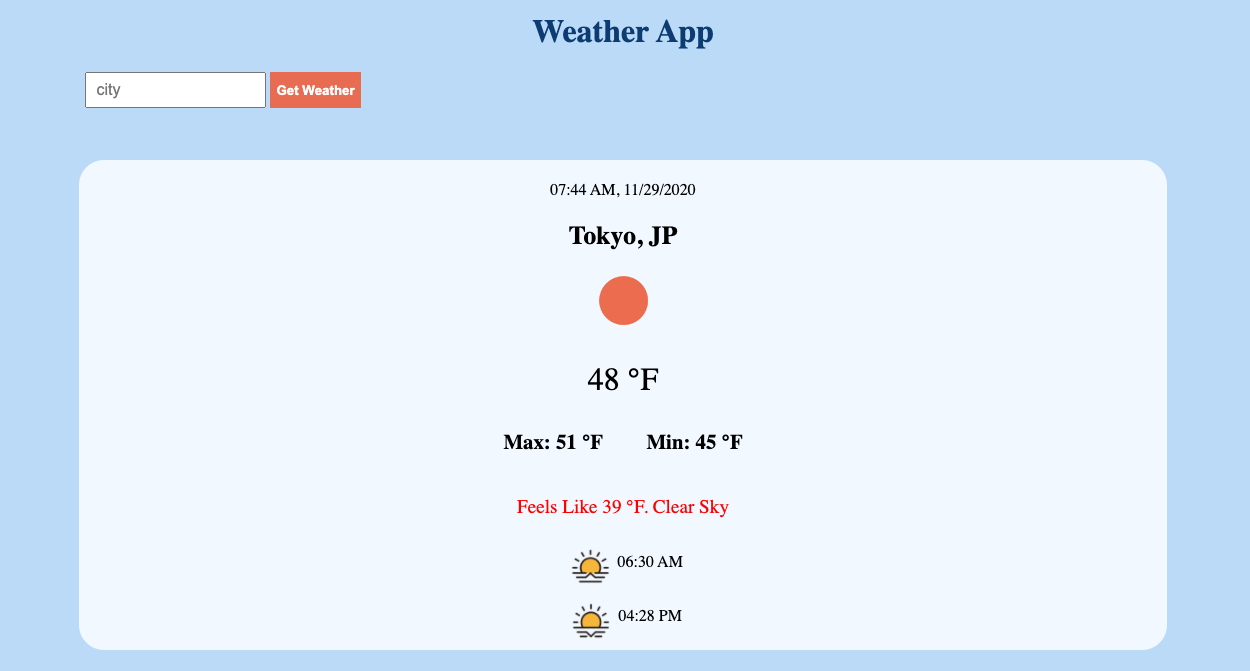 Weather App
city Get Weather
07:44 AM, 11/29/2020
Tokyo, JP
48 °F
Max: 51 °F Min: 45 °F
Feels Like 39 °F. Clear Sky
06:30 AM
04:28 PM